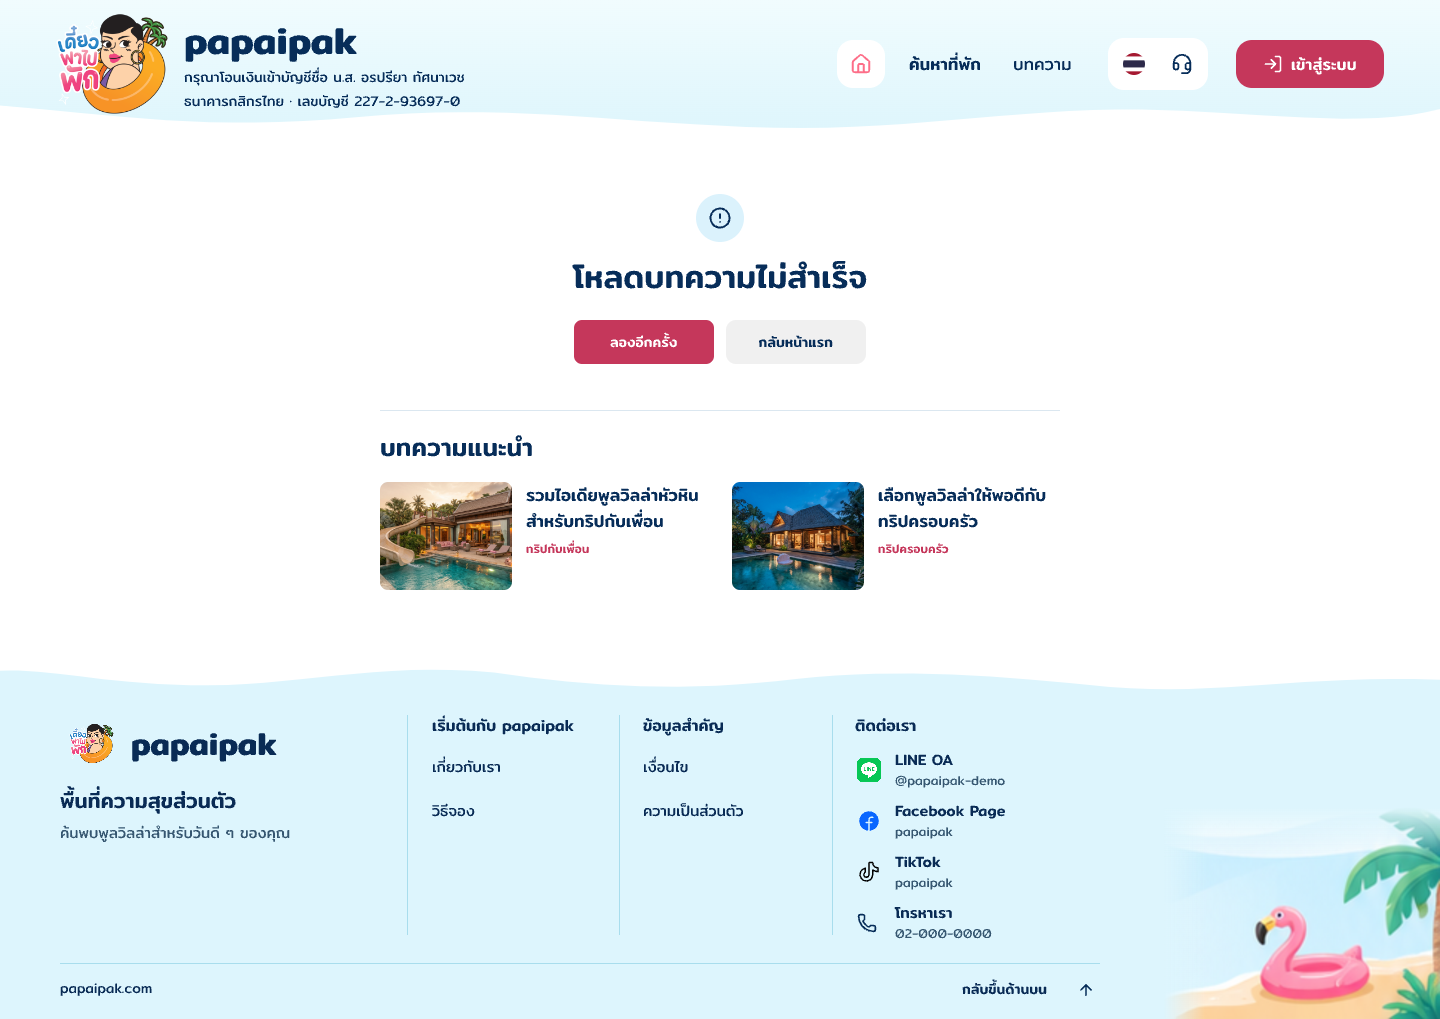 เดี๋ยว
พาไป
พัก
papaipak
กรุณาโอนเงินเข้าบัญชีชื่อ น.ส. อรปรียา ทัศนาเวช
ธนาคารกสิกรไทย · เลขบัญชี 227-2-93697-0
ค้นหาที่พัก
บทความ
เข้าสู่ระบบ
โหลดบทความไม่สำเร็จ
ลองอีกครั้ง
กลับหน้าแรก
บทความแนะนำ
รวมไอเดียพูลวิลล่าหัวหิน
สำหรับทริปกับเพื่อน
ทริปกับเพื่อน
เลือกพูลวิลล่าให้พอดีกับ
ทริปครอบครัว
ทริปครอบครัว
เดี๋ยว
พาไป
พัก
papaipak
พื้นที่ความสุขส่วนตัว
ค้นพบพูลวิลล่าสำหรับวันดี ๆ ของคุณ
เริ่มต้นกับ papaipak
เกี่ยวกับเรา
วิธีจอง
ข้อมูลสำคัญ
เงื่อนไข
ความเป็นส่วนตัว
ติดต่อเรา
LINE
LINE OA
@papaipak-demo
Facebook Page
papaipak
TikTok
papaipak
โทรหาเรา
02-000-0000
papaipak.com
กลับขึ้นด้านบน